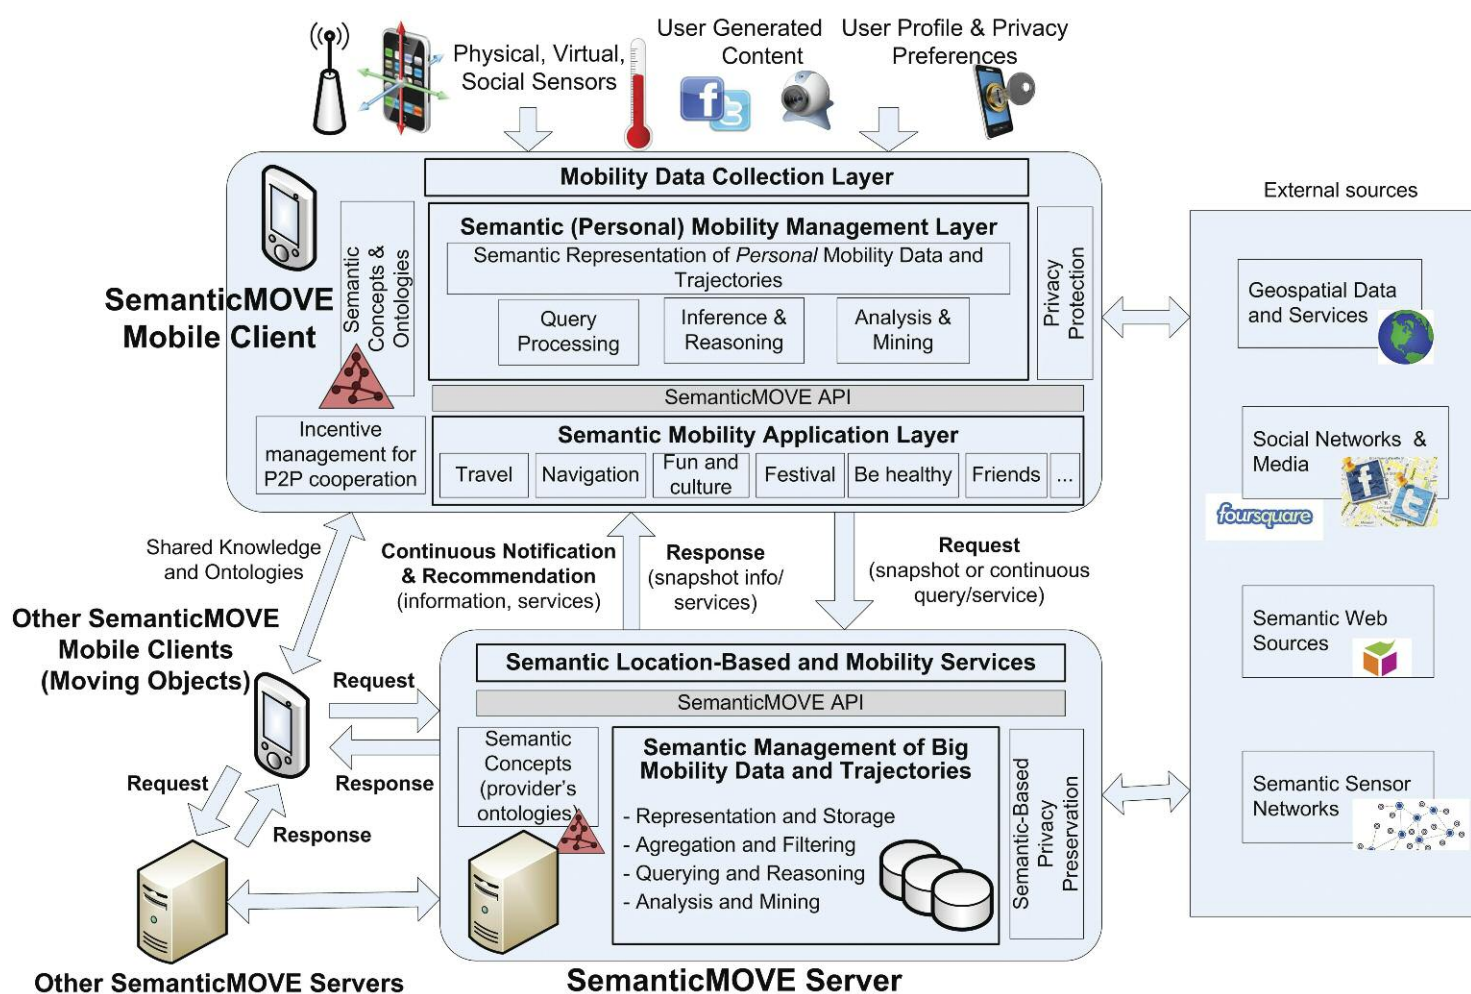 Physical, Virtual,
Social Sensors
User Generated
Content
User Profile & Privacy
Preferences
Mobility Data Collection Layer
Semantic (Personal) Mobility Management Layer
Semantic Representation of Personal Mobility Data and
Trajectories
Query
Processing
Inference &
Reasoning
Analysis &
Mining
Semantic
Concepts &
Ontologies
Privacy
Protection
SemanticMOVE
Mobile Client
SemanticMOVE API
Incentive
management for
P2P cooperation
Semantic Mobility Application Layer
Travel
Navigation
Fun and
culture
Festival
Be healthy
Friends
...
External sources
Geospatial Data
and Services
Social Networks &
Media
foursquare
Semantic Web
Sources
Semantic Sensor
Networks
Shared Knowledge
and Ontologies
Continuous Notification
& Recommendation
(information, services)
Response
(snapshot info/
services)
Request
(snapshot or continuous
query/service)
Other SemanticMOVE
Mobile Clients
(Moving Objects)
Request
Response
Request
Response
Semantic Location-Based and Mobility Services
SemanticMOVE API
Semantic
Concepts
(provider's
ontologies)
Semantic Management of Big
Mobility Data and Trajectories
- Representation and Storage
- Agregation and Filtering
- Querying and Reasoning
- Analysis and Mining
Semantic-Based
Privacy
Preservation
Other SemanticMOVE Servers
SemanticMOVE Server